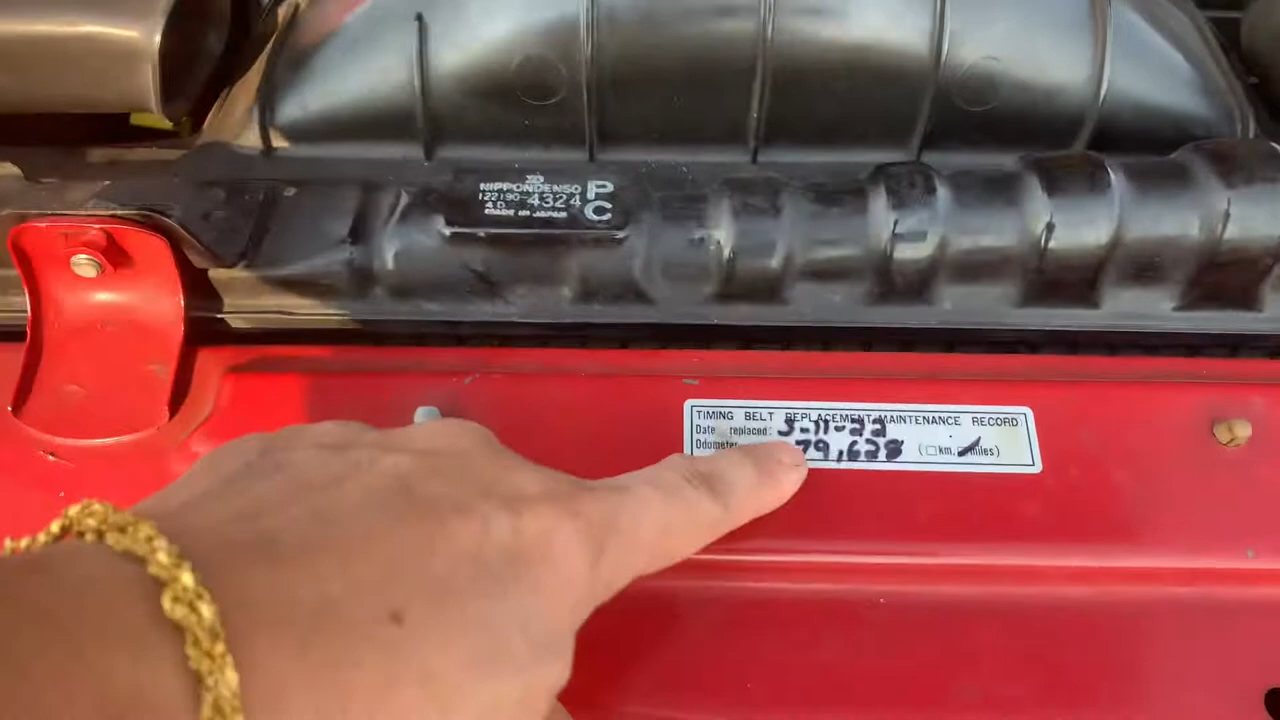 NIPPONDENSO
122190-4324
4D
MADE IN JAPAN
PC
TIMING BELT REPLACEMENT MAINTENANCE RECORD
Date replaced: 5-11-22
79,628 (□km. miles)